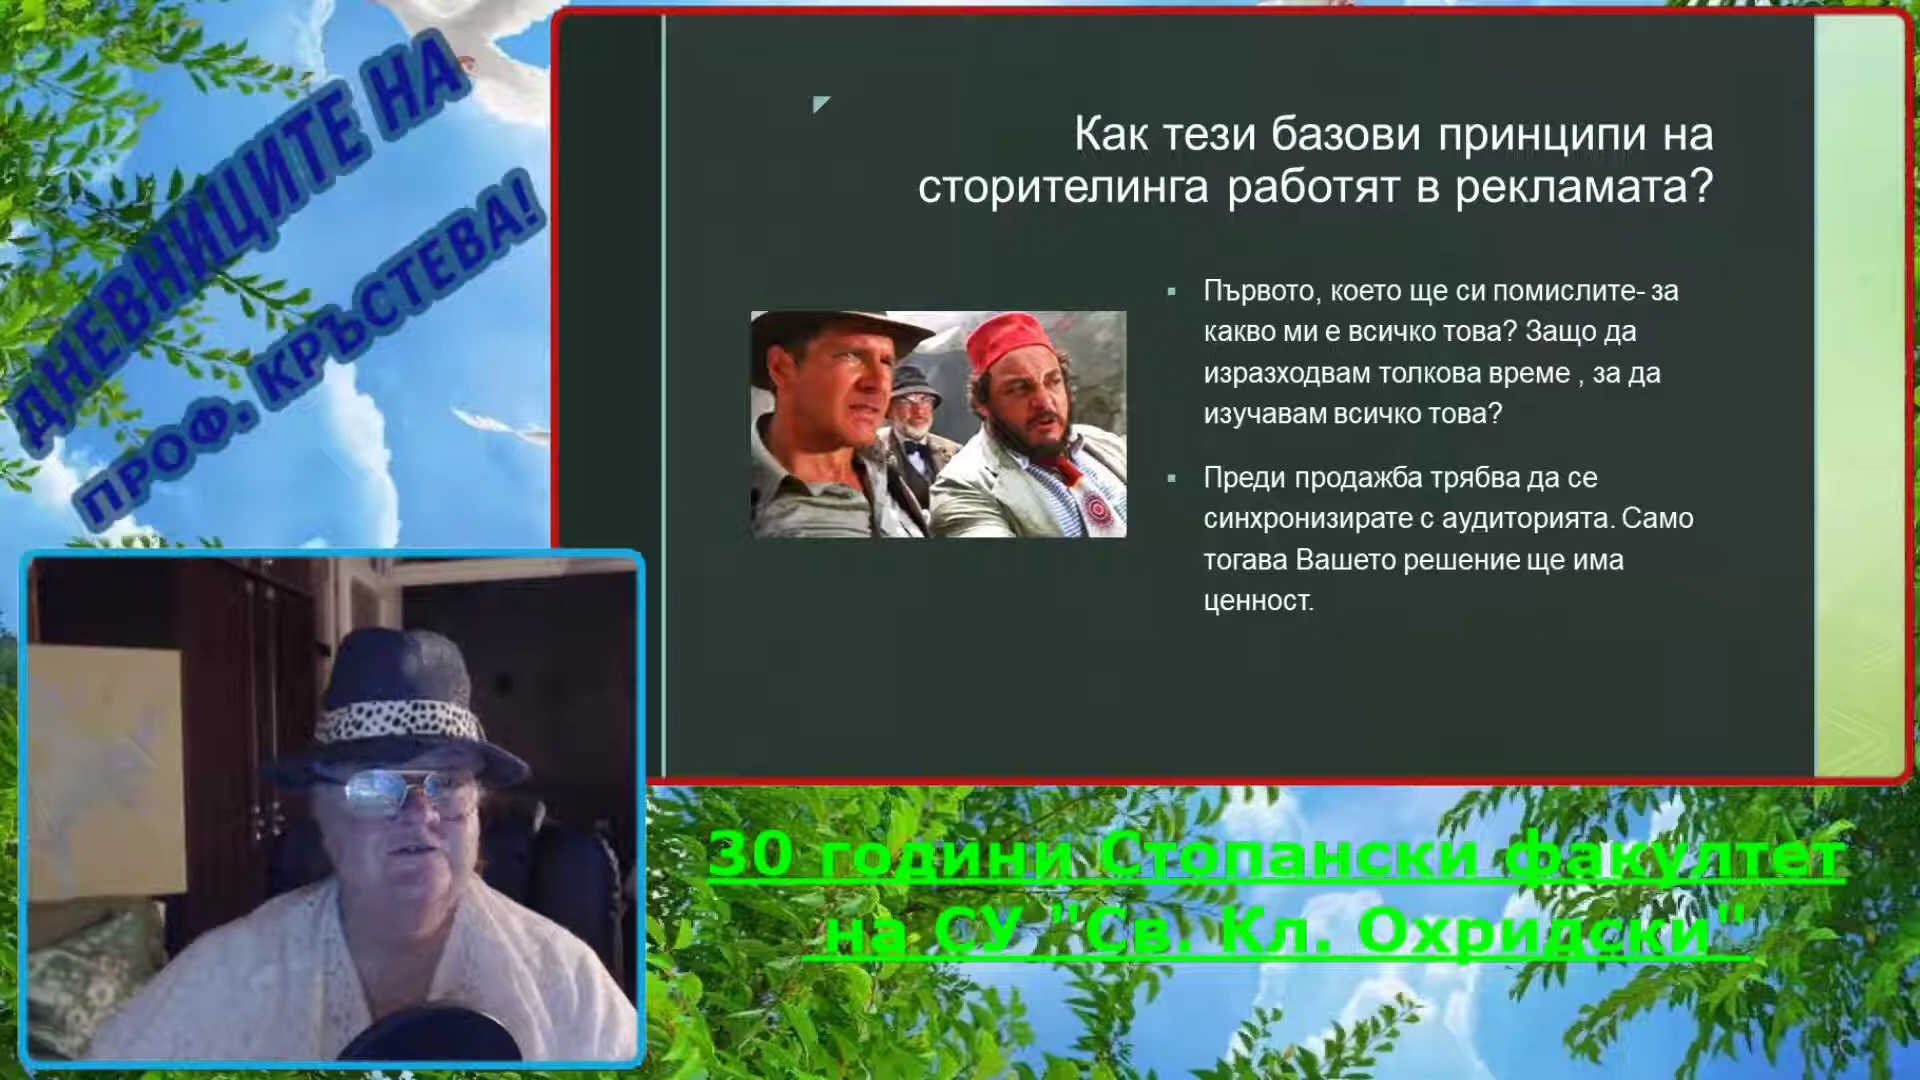 ДНЕВНИЦИТЕ НА
ПРОФ. КРЪСТЕВА!
Как тези базови принципи на
сторителинга работят в рекламата?
Първото, което ще си помислите- за
какво ми е всичко това? Защо да
изразходвам толкова време , за да
изучавам всичко това?
Преди продажба трябва да се
синхронизирате с аудиторията. Само
тогава Вашето решение ще има
ценност.
30 години Стопански факултет
на СУ "Св. Кл. Охридски"